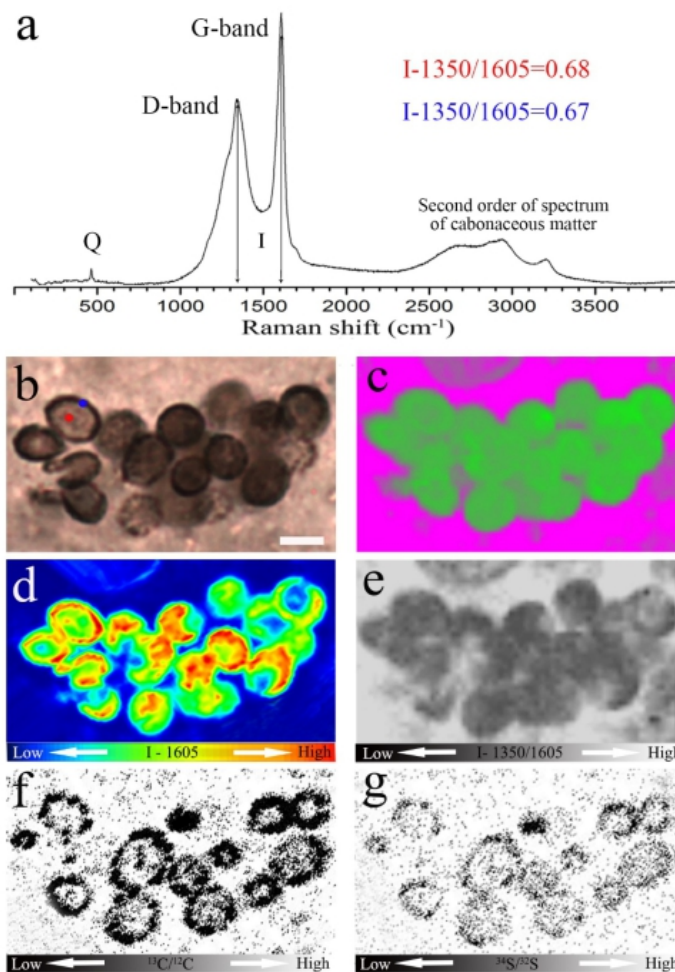 a
G-band
I-1350/1605=0.68
D-band
I-1350/1605=0.67
Second order of spectrum
of cabonaceous matter
Q
I
500 1000 1500 2000 2500 3000 3500
Raman shift (cm⁻¹)
b
c
d
Low I - 1605 High
e
Low I- 1350/1605 High
f
Low ¹³C/¹²C High
g
Low ³⁴S/³²S High